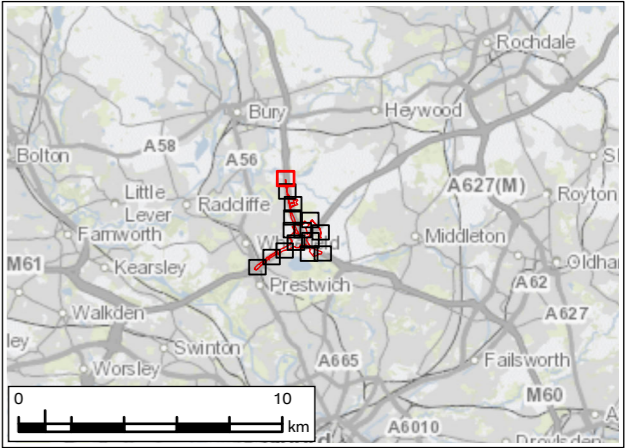 Rochdale
Bury
Heywood
A58
Bolton
A56
A627(M)
Little
Lever
Radcliffe
Royton
Farnworth
Middleton
M61
Kearsley
A62
Prestwich
A627
Walkden
ley
Swinton
A665
Failsworth
Worsley
M60
0
10
km
A6010